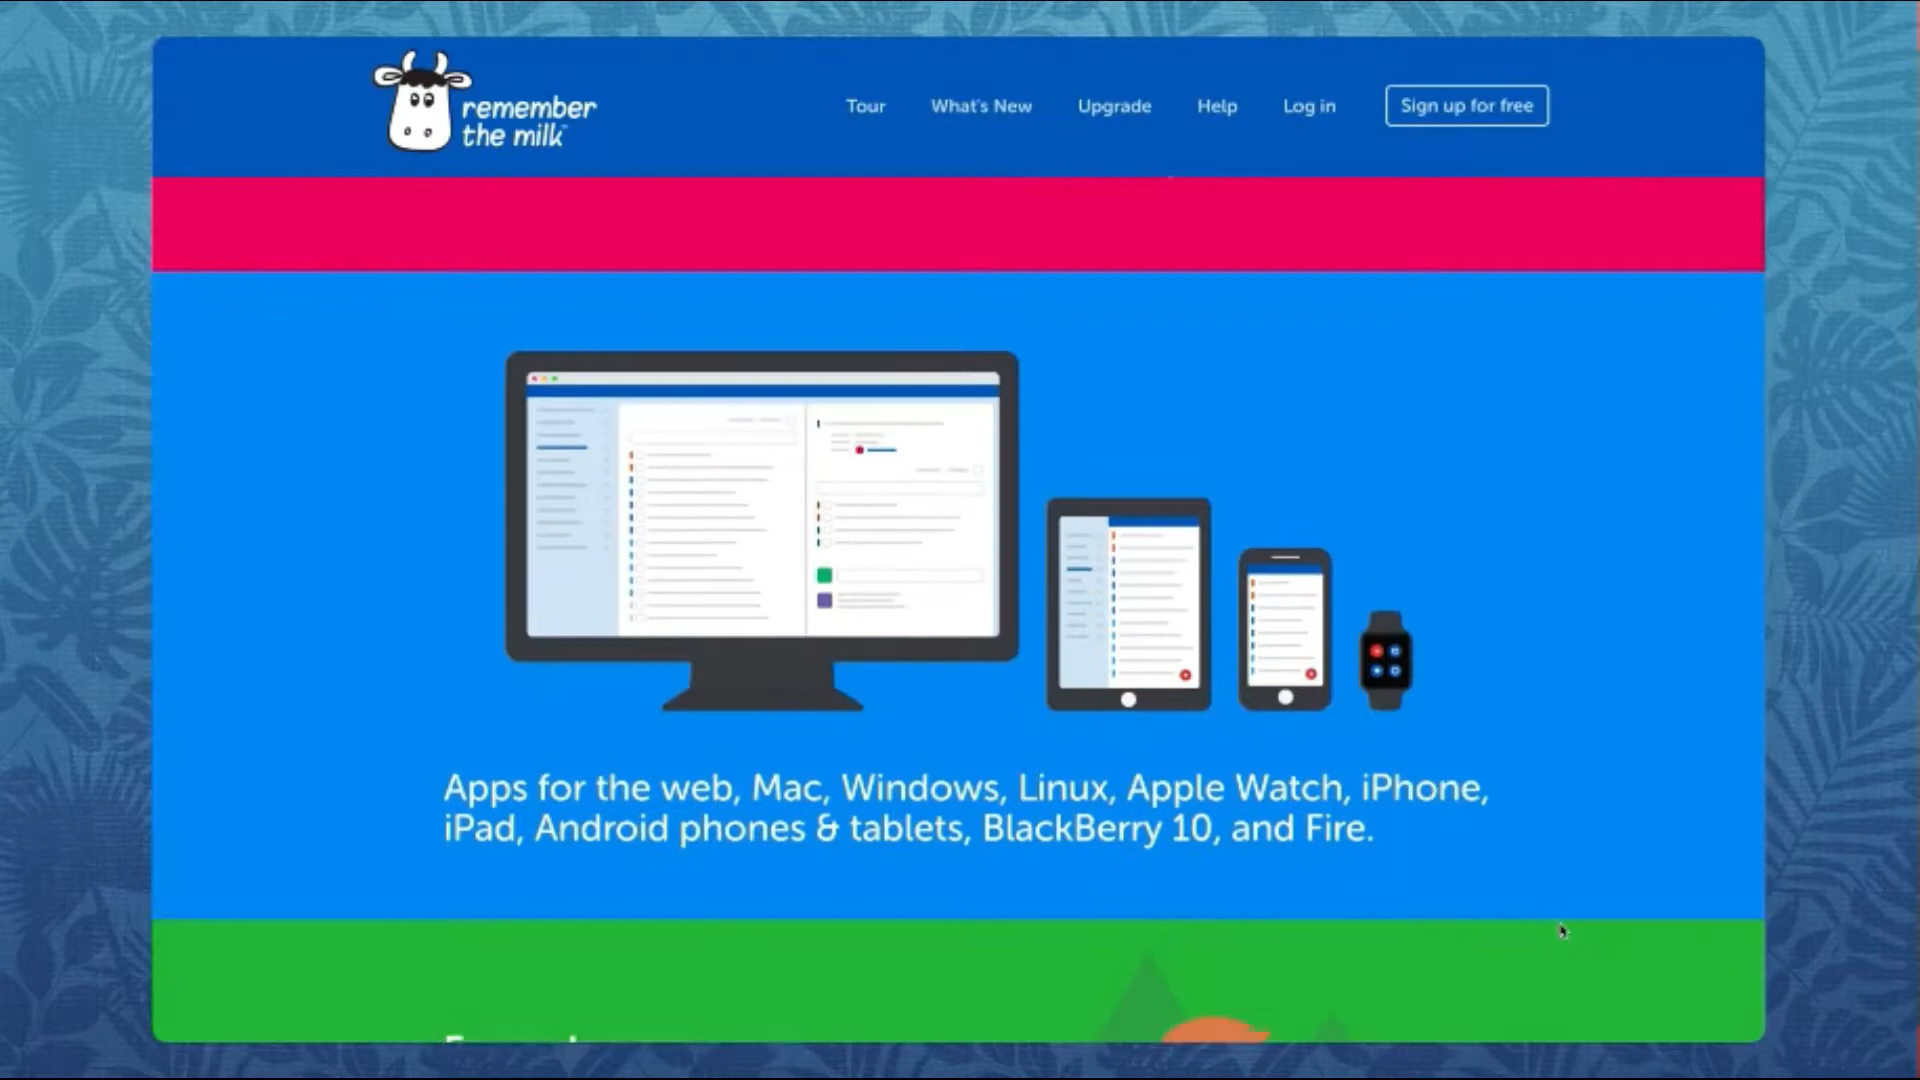 remember
the milk
Tour What's New Upgrade Help Log in Sign up for free
Apps for the web, Mac, Windows, Linux, Apple Watch, iPhone,
iPad, Android phones & tablets, BlackBerry 10, and Fire.